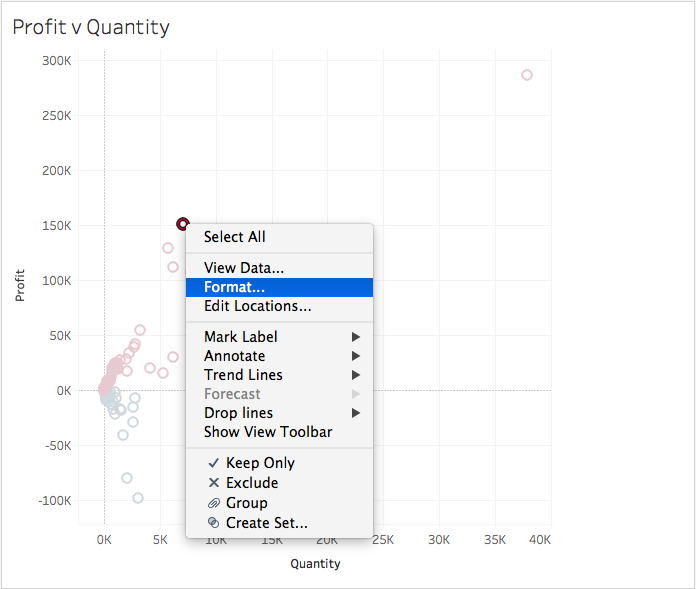 Profit v Quantity
300K
250K
200K
150K
100K
50K
0K
-50K
-100K
Profit
Select All
View Data...
Format...
Edit Locations...
Mark Label
Annotate
Trend Lines
Forecast
Drop lines
Show View Toolbar
Keep Only
Exclude
Group
Create Set...
0K 5K 10K 15K 20K 25K 30K 35K 40K
Quantity